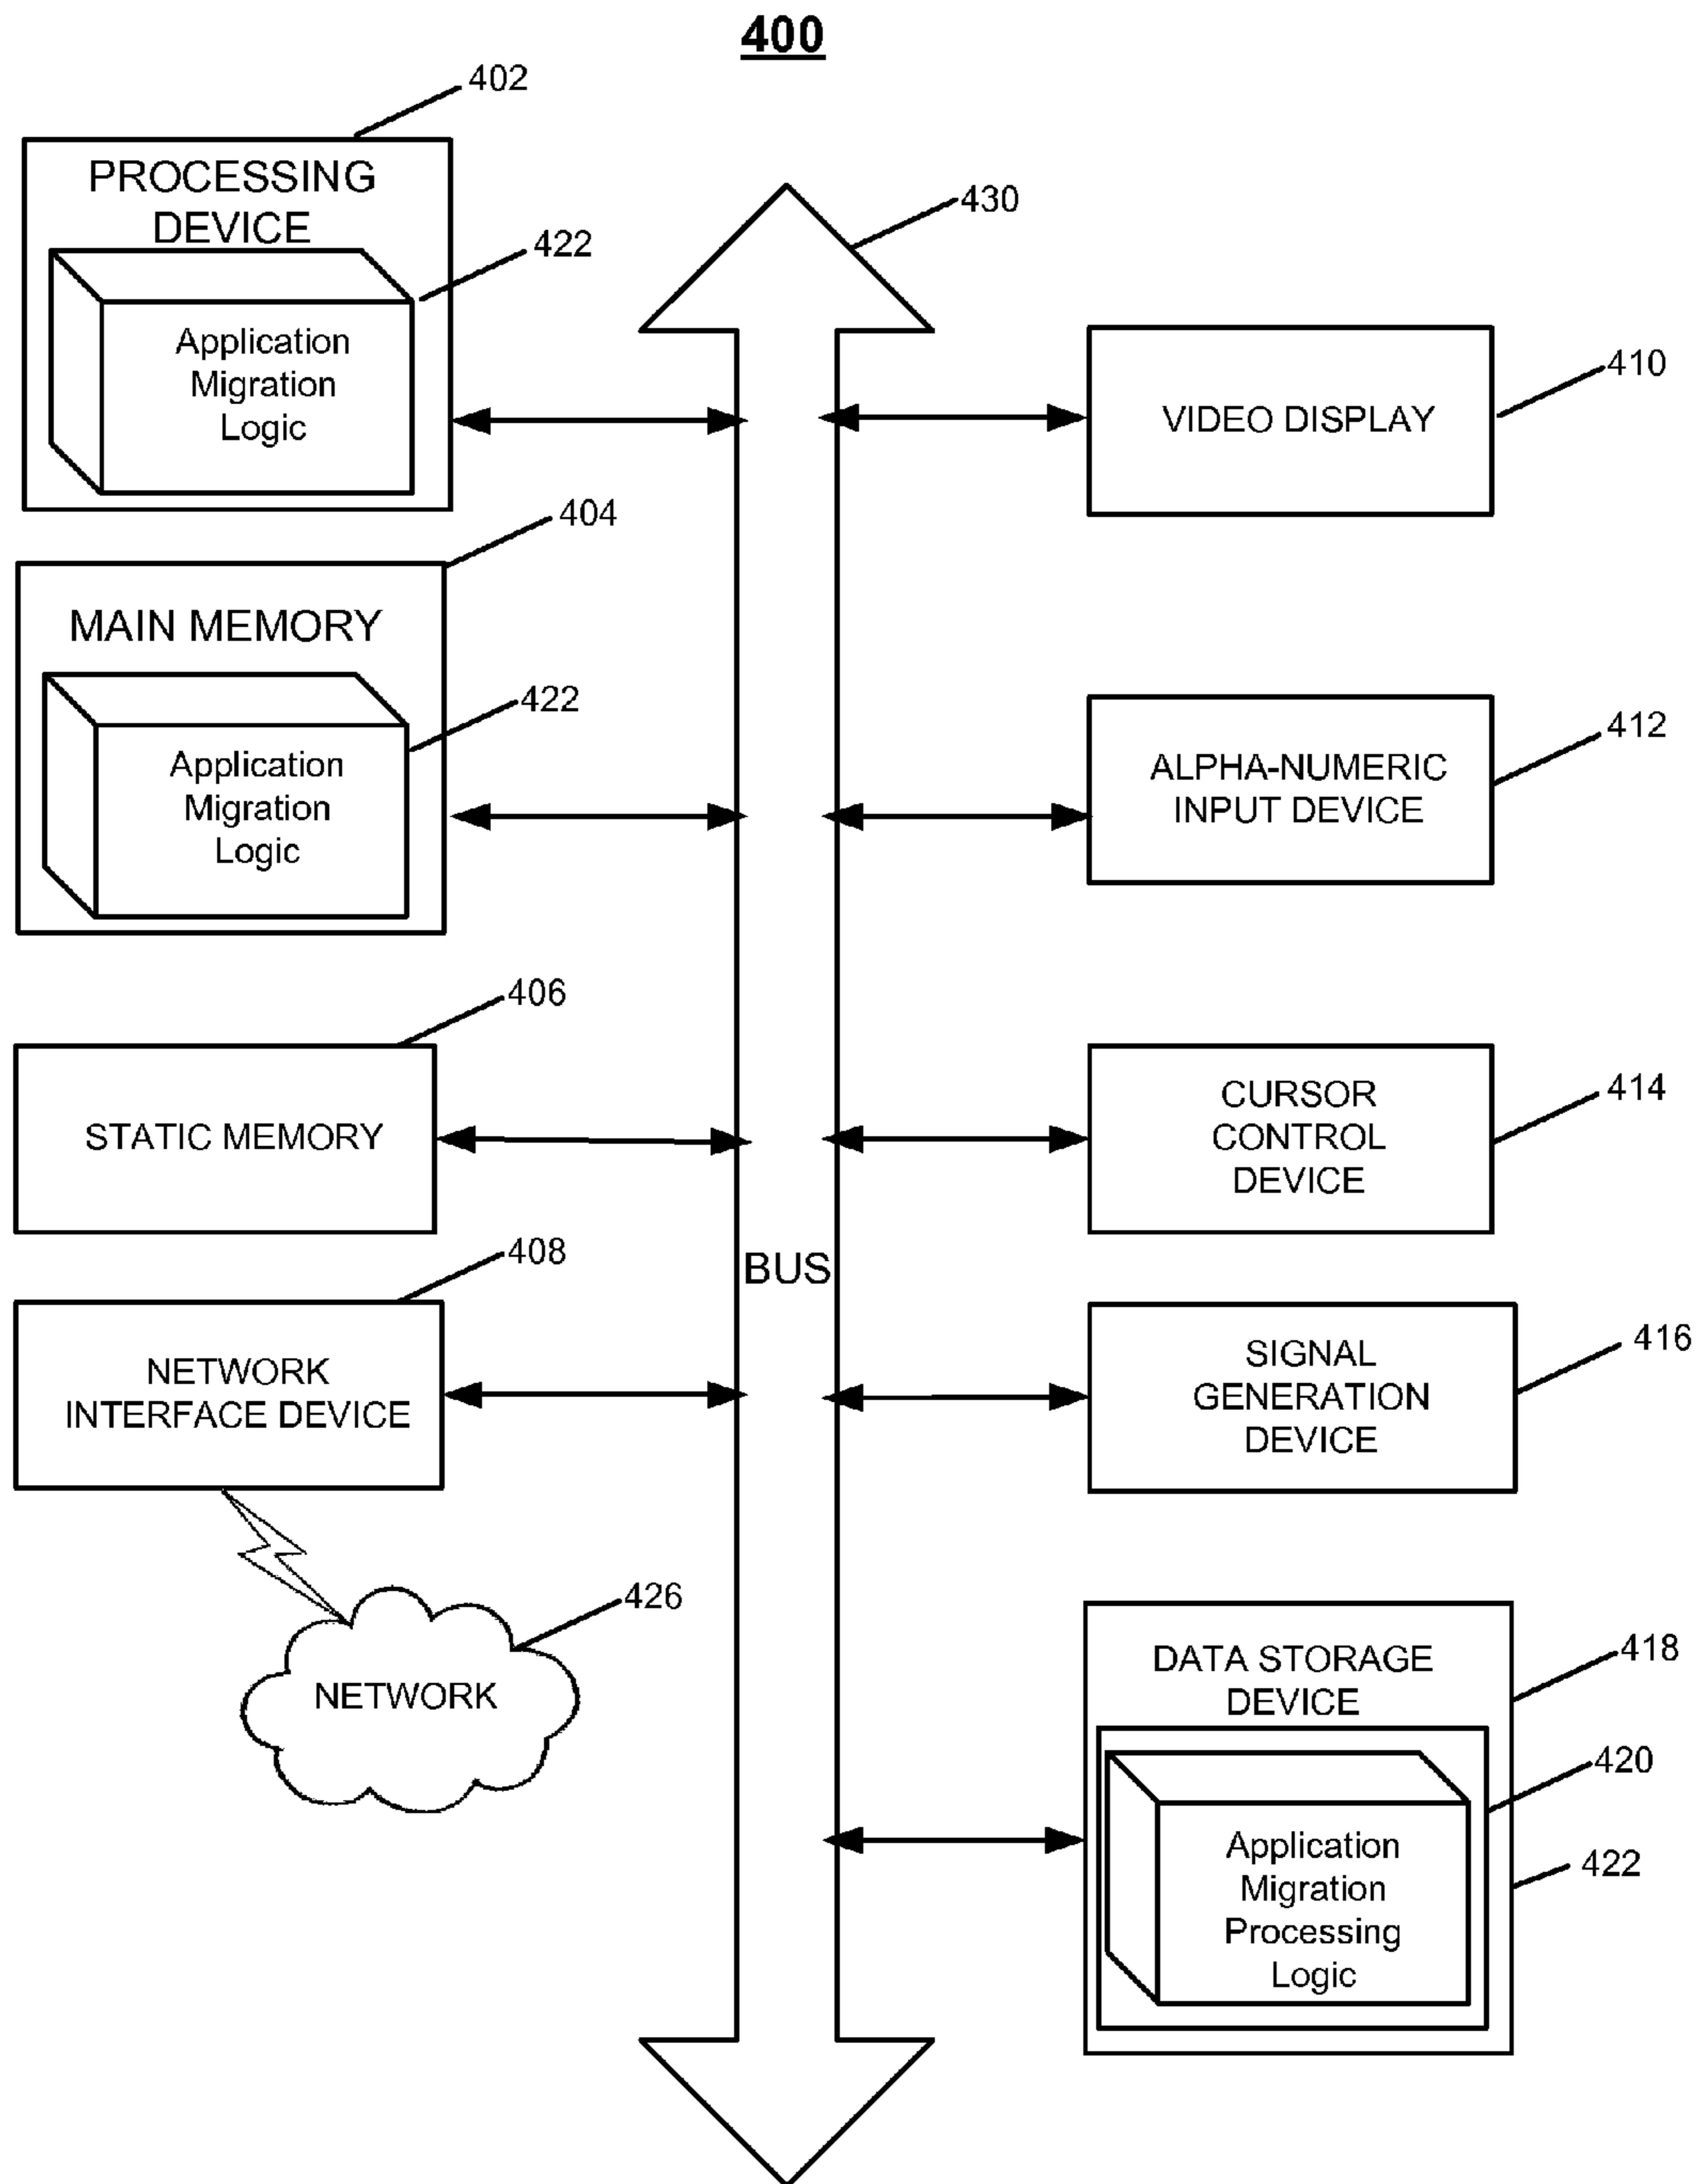 400
402
PROCESSING
DEVICE
422
Application
Migration
Logic
404
MAIN MEMORY
422
Application
Migration
Logic
406
STATIC MEMORY
408
NETWORK
INTERFACE DEVICE
426
NETWORK
430
BUS
410
VIDEO DISPLAY
412
ALPHA-NUMERIC
INPUT DEVICE
414
CURSOR
CONTROL
DEVICE
416
SIGNAL
GENERATION
DEVICE
418
DATA STORAGE
DEVICE
420
422
Application
Migration
Processing
Logic